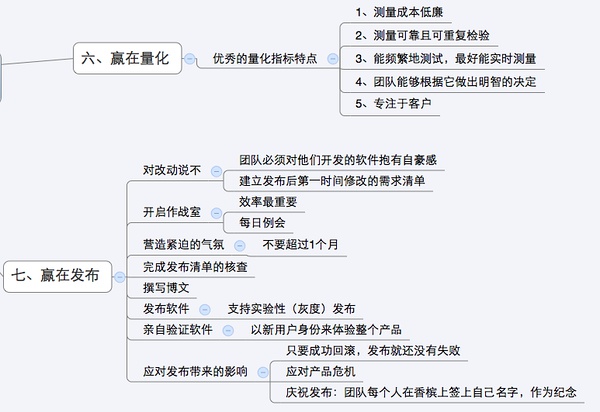 六、赢在量化
优秀的量化指标特点
1、测量成本低廉
2、测量可靠且可重复检验
3、能频繁地测试，最好能实时测量
4、团队能够根据它做出明智的决定
5、专注于客户
七、赢在发布
对改动说不
团队必须对他们开发的软件抱有自豪感
建立发布后第一时间修改的需求清单
开启作战室
效率最重要
每日例会
营造紧迫的气氛
不要超过1个月
完成发布清单的核查
撰写博文
发布软件
支持实验性（灰度）发布
亲自验证软件
以新用户身份来体验整个产品
应对发布带来的影响
只要成功回滚，发布就还没有失败
应对产品危机
庆祝发布：团队每个人在香槟上签上自己名字，作为纪念